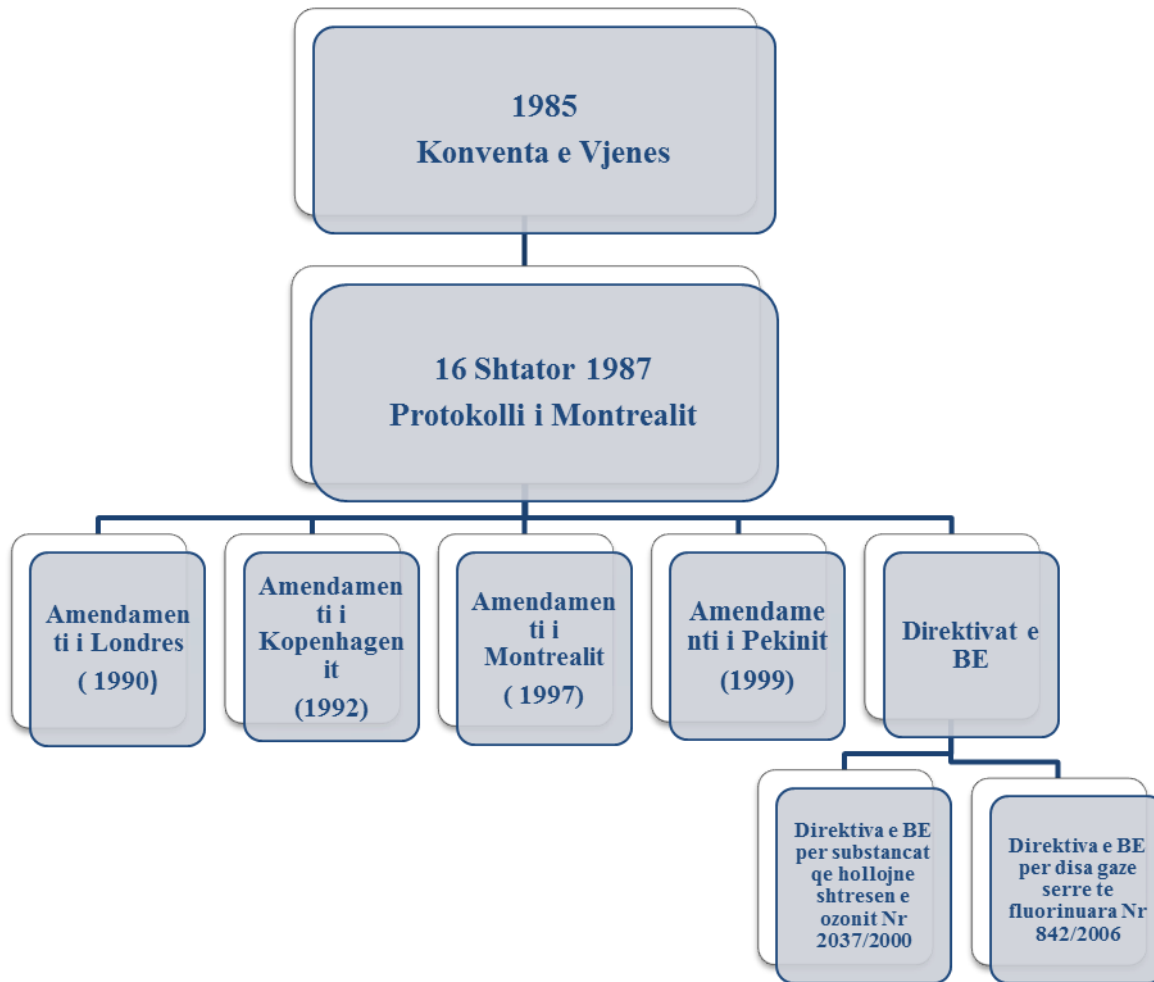 1985
Konventa e Vjenes
16 Shtator 1987
Protokolli i Montrealit
Amendamen
ti i Londres
( 1990)
Amendamen
ti i
Kopenhagen
it
(1992)
Amendamen
ti i
Montrealit
( 1997)
Amendame
nti i Pekinit
(1999)
Direktivat e
BE
Direktiva e BE
per substancat
qe hollojne
shtresen e
ozonit Nr
2037/2000
Direktiva e BE
per disa gaze
serre te
fluorinuara Nr
842/2006